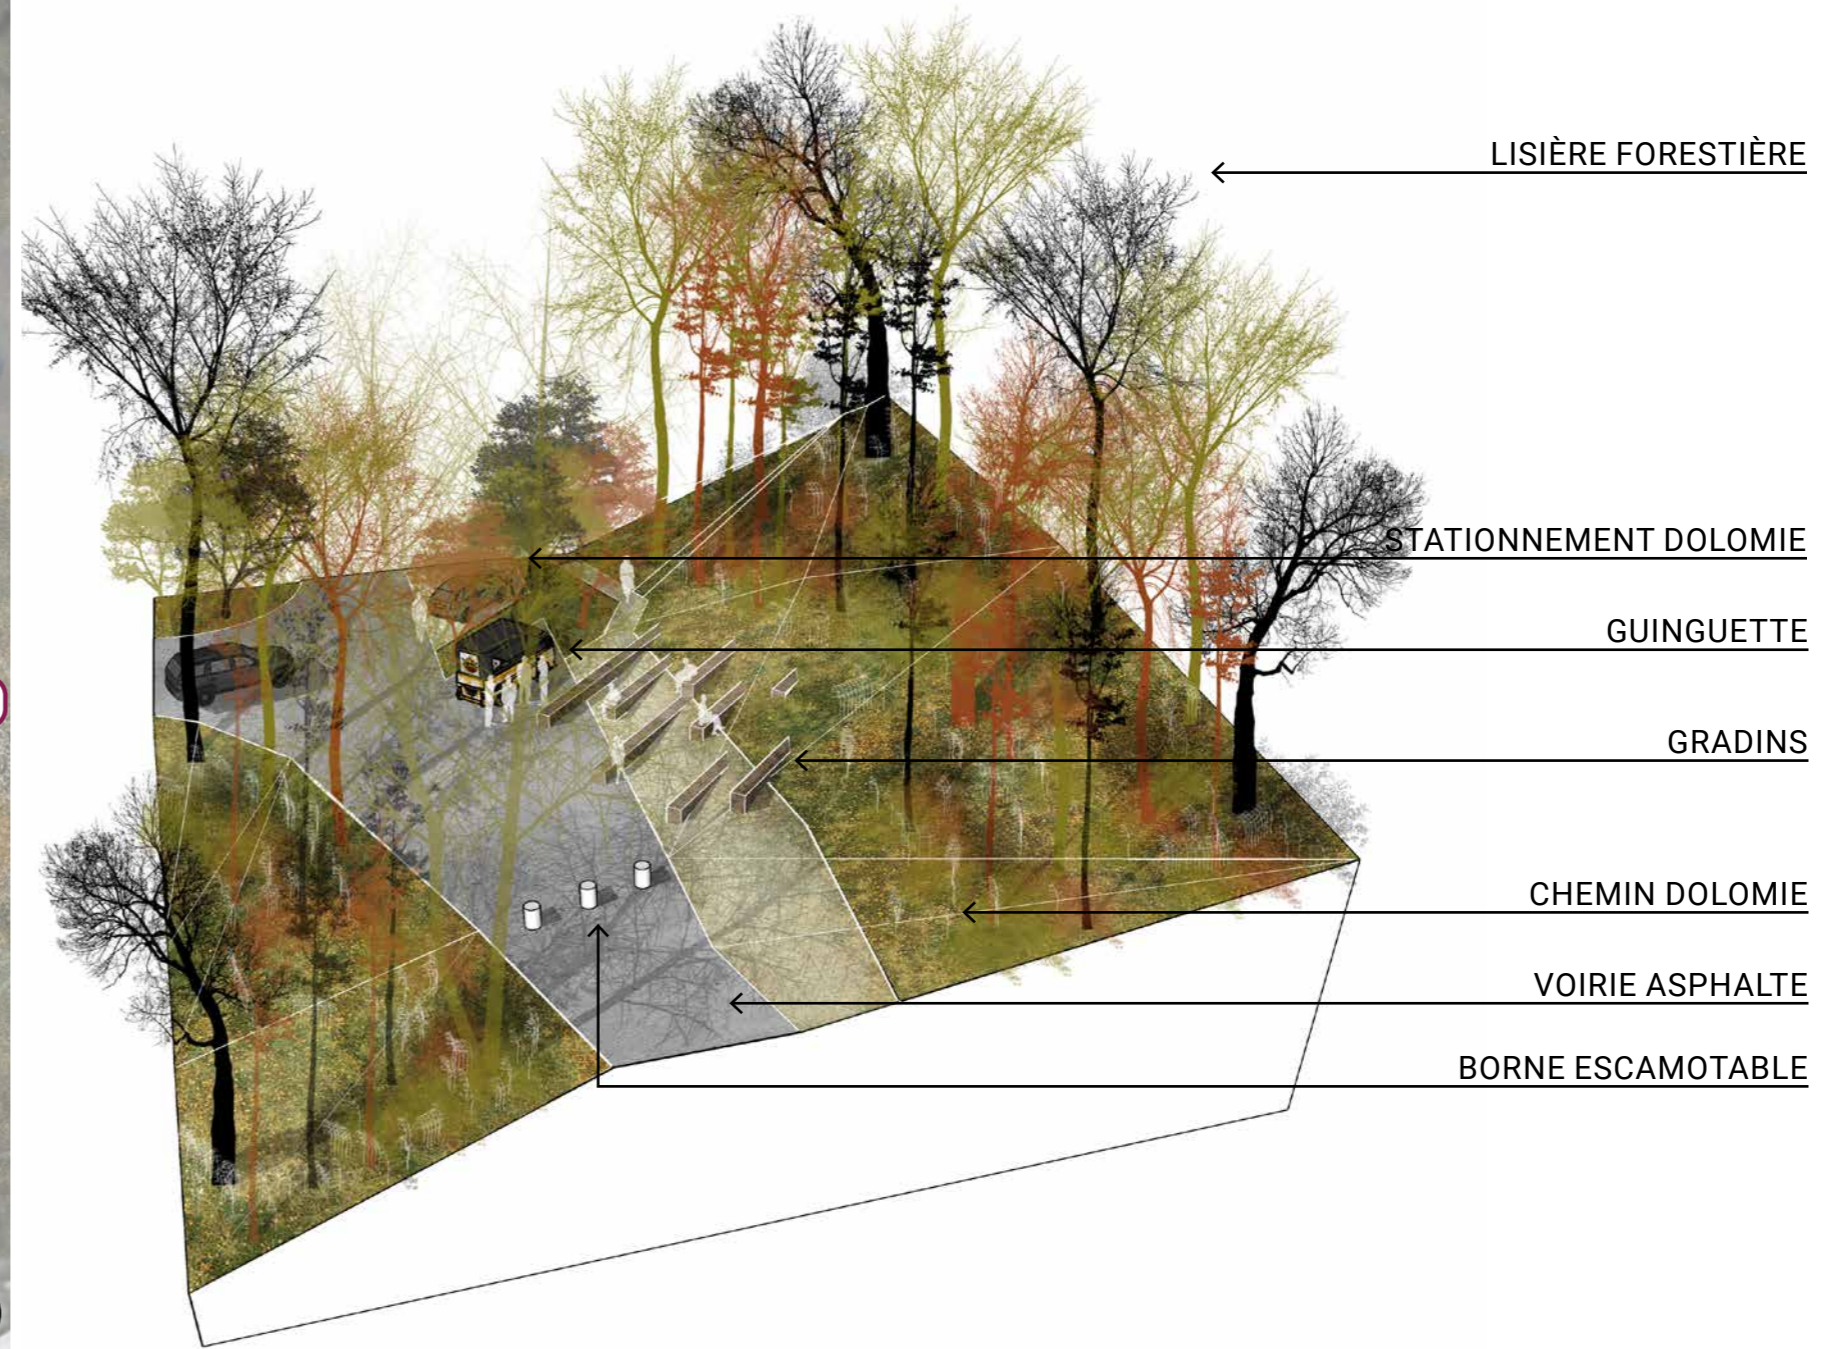 LISIÈRE FORESTIÈRE
STATIONNEMENT DOLOMIE
GUINGUETTE
GRADINS
CHEMIN DOLOMIE
VOIRIE ASPHALTE
BORNE ESCAMOTABLE